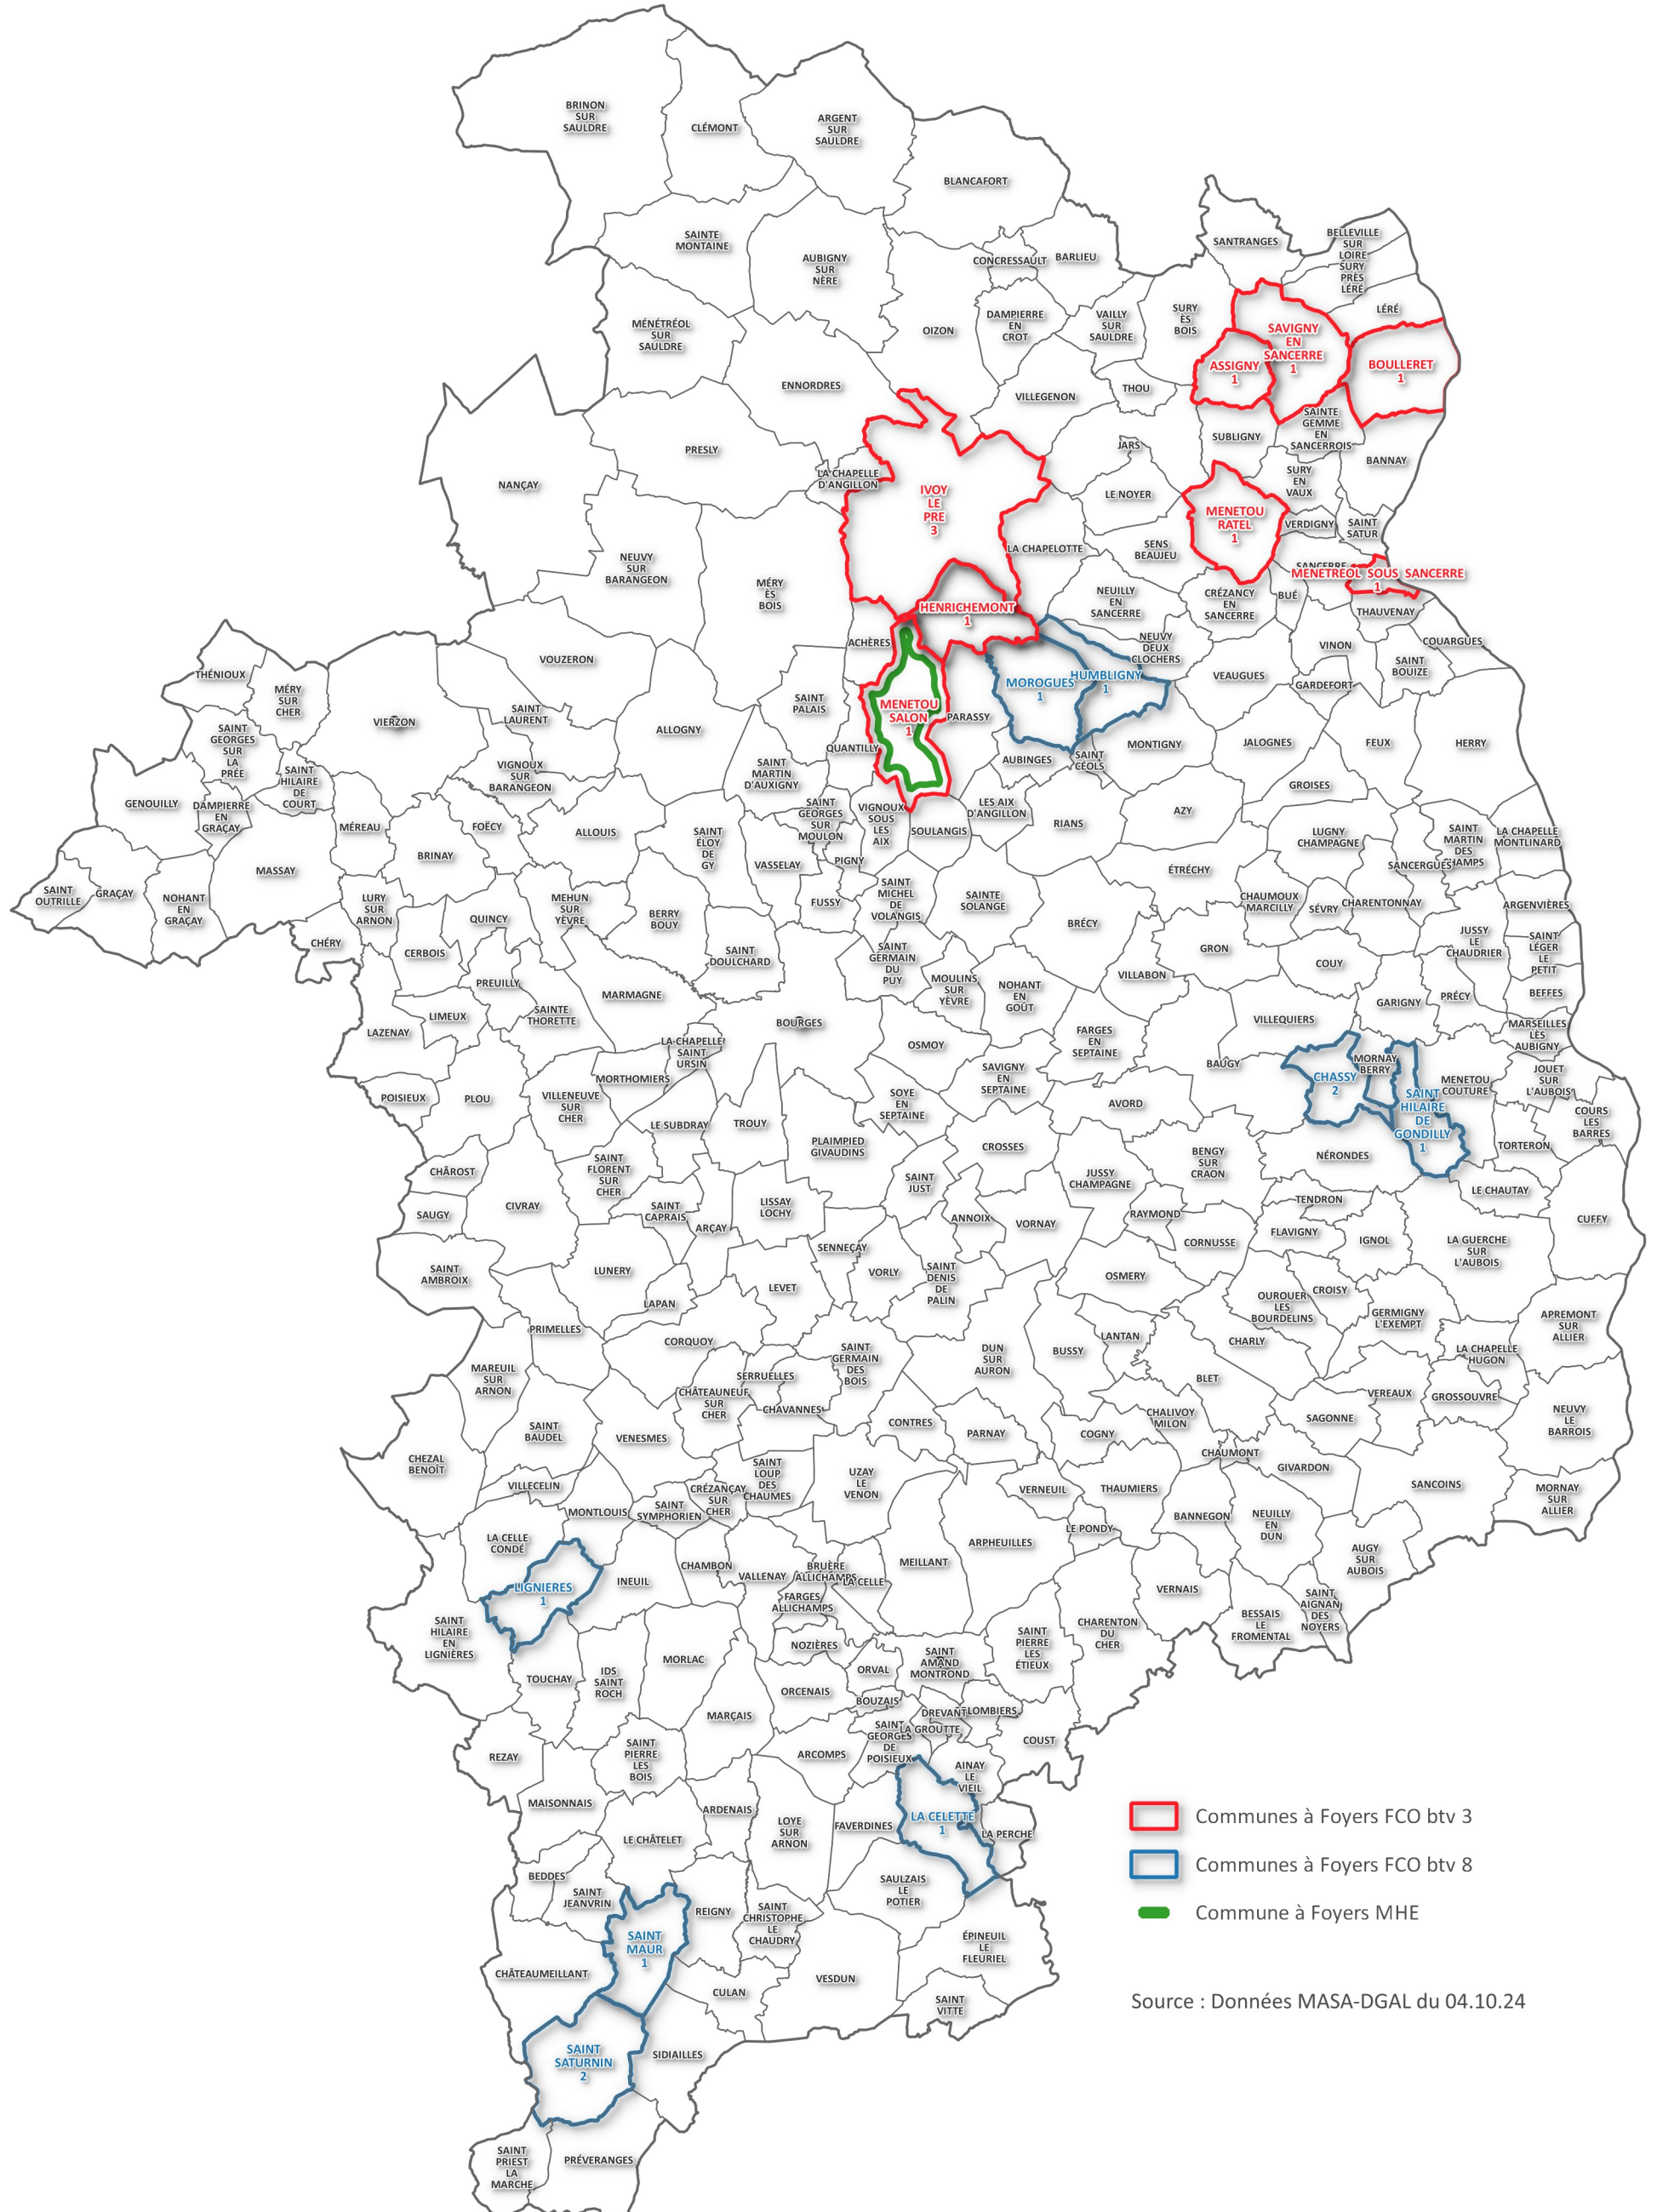 BRINON
SUR
SAULDRE
CLÉMONT
ARGENT
SUR
SAULDRE
BLANCAFORT
SAINTE
MONTAINE
AUBIGNY
SUR
NÈRE
CONCRESSAULT
BARLIEU
SANTRANGES
BELLEVILLE
SUR
LOIRE
SURY
PRÈS
LÉRÉ
LÉRÉ
MÉNÉTRÉOL
SUR
SAULDRE
OIZON
DAMPIERRE
EN
CROT
VAILLY
SUR
SAULDRE
SURY
ÈS
BOIS
SAVIGNY
EN
SANCERRE
1
ASSIGNY
1
BOULLERET
1
ENNORDRES
VILLEGENON
THOU
SAINTE
GEMME
EN
SANCERROIS
SUBLIGNY
BANNAY
PRESLY
JARS
NANÇAY
LA CHAPELLE
D'ANGILLON
IVOY
LE
PRE
3
LE NOYER
SURY
EN
VAUX
MENETOU
RATEL
1
VERDIGNY
SAINT
SATUR
NEUVY
SUR
BARANGEON
MÉRY
ÈS
BOIS
LA CHAPELOTTE
SENS
BEAUJEU
SANCERRE
MENETREOL SOUS SANCERRE
1
HENRICHEMONT
1
NEUILLY
EN
SANCERRE
CRÉZANCY
EN
SANCERRE
BUÉ
THAUVENAY
ACHÈRES
NEUVY
DEUX
CLOCHERS
VINON
COUARGUES
SAINT
BOUIZE
VOUZERON
THÉNIOUX
MÉRY
SUR
CHER
VIERZON
SAINT
LAURENT
ALLOGNY
SAINT
PALAIS
MENETOU
SALON
1
PARASSY
MOROGUES
1
HUMBLIGNY
1
VEAUGUES
GARDEFORT
SAINT
GEORGES
SUR
LA
PRÉE
SAINT
HILAIRE
DE
COURT
VIGNOUX
SUR
BARANGEON
SAINT
MARTIN
D'AUXIGNY
QUANTILLY
AUBINGES
SAINT
CÉOLS
MONTIGNY
JALOGNES
FEUX
HERRY
GENOUILLY
DAMPIERRE
EN
GRAÇAY
MÉREAU
FOËCY
ALLOUIS
SAINT
ÉLOY
DE
GY
SAINT
GEORGES
SUR
MOULON
VIGNOUX
SOUS
LES
AIX
SOULANGIS
LES AIX
D'ANGILLON
RIANS
AZY
GROISES
LUGNY
CHAMPAGNE
SAINT
MARTIN
DES
CHAMPS
LA CHAPELLE
MONTLINARD
MASSAY
BRINAY
VASSELAY
PIGNY
ÉTRÉCHY
SANCERGUES
SAINT
OUTRILLE
GRAÇAY
NOHANT
EN
GRAÇAY
LURY
SUR
ARNON
QUINCY
MEHUN
SUR
YÈVRE
BERRY
BOUY
FUSSY
SAINT
MICHEL
DE
VOLANGIS
SAINTE
SOLANGE
BRÉCY
CHAUMOUX
MARCILLY
SÉVRY
CHARENTONNAY
ARGENVIÈRES
CHÉRY
CERBOIS
SAINT
DOULCHARD
SAINT
GERMAIN
DU
PUY
GRON
COUY
JUSSY
LE
CHAUDRIER
SAINT
LÉGER
LE
PETIT
PREUILLY
MARMAGNE
MOULINS
SUR
YÈVRE
NOHANT
EN
GOÛT
VILLABON
GARIGNY
PRÉCY
BEFFES
LAZENAY
LIMEUX
SAINTE
THORETTE
BOURGES
VILLEQUIERS
MARSEILLES
LÈS
AUBIGNY
LA CHAPELLE
SAINT
URSIN
OSMOY
FARGES
EN
SEPTAINE
BAUGY
CHASSY
2
MORNAY
BERRY
MENETOU
COUTURE
JOUET
SUR
L'AUBOIS
POISIEUX
PLOU
VILLENEUVE
SUR
CHER
MORTHOMIERS
SAVIGNY
EN
SEPTAINE
SOYE
EN
SEPTAINE
AVORD
SAINT
HILAIRE
DE
GONDILLY
1
COURS
LES
BARRES
LE SUBDRAY
TROUY
PLAIMPIED
GIVAUDINS
CROSSES
NÉRONDES
TORTERON
CHÂROST
SAINT
FLORENT
SUR
CHER
SAINT
JUST
JUSSY
CHAMPAGNE
BENGY
SUR
CRAON
LE CHAUTAY
SAUGY
CIVRAY
SAINT
CAPRAIS
ARÇAY
LISSAY
LOCHY
ANNOIX
VORNAY
RAYMOND
TENDRON
FLAVIGNY
IGNOL
CUFFY
CORNUSSE
LA GUERCHE
SUR
L'AUBOIS
SAINT
AMBROIX
LUNERY
SENNEÇAY
VORLY
SAINT
DENIS
DE
PALIN
OSMERY
LEVET
LAPAN
OUROUER
LES
BOURDELINS
CROISY
GERMIGNY
L'EXEMPT
APREMONT
SUR
ALLIER
PRIMELLES
CORQUOY
LANTAN
BUSSY
CHARLY
LA CHAPELLE
HUGON
MAREUIL
SUR
ARNON
SERRUELLES
SAINT
GERMAIN
DES
BOIS
DUN
SUR
AURON
BLET
VEREAUX
GROSSOUVRE
CHÂTEAUNEUF
SUR
CHER
CHAVANNES
CONTRES
PARNAY
COGNY
CHALIVOY
MILON
SAGONNE
NEUVY
LE
BARROIS
SAINT
BAUDEL
VENESMES
CHAUMONT
GIVARDON
CHEZAL
BENOÎT
VILLECELIN
SAINT
LOUP
DES
CHAUMES
UZAY
LE
VENON
VERNEUIL
THAUMIERS
SANCOINS
MORNAY
SUR
ALLIER
MONTLOUIS
SAINT
SYMPHORIEN
CRÉZANÇAY
SUR
CHER
LE PONDY
BANNEGON
NEUILLY
EN
DUN
LA CELLE
CONDÉ
ARPHEUILLES
AUGY
SUR
AUBOIS
LIGNIERES
1
INEUIL
CHAMBON
VALLENAY
BRUÈRE
ALLICHAMPS
LA CELLE
MEILLANT
FARGES
ALLICHAMPS
VERNAIS
SAINT
AIGNAN
DES
NOYERS
BESSAIS
LE
FROMENTAL
SAINT
HILAIRE
EN
LIGNIÈRES
NOZIÈRES
SAINT
AMAND
MONTROND
SAINT
PIERRE
LES
ÉTIEUX
CHARENTON
DU
CHER
TOUCHAY
IDS
SAINT
ROCH
MORLAC
ORVAL
ORCENAIS
BOUZAIS
DREVANT
COLOMBIERS
MARÇAIS
SAINT
GEORGES
DE
POISIEUX
LA GROUTTE
COUST
REZAY
SAINT
PIERRE
LES
BOIS
ARCOMPS
AINAY
LE
VIEIL
MAISONNAIS
ARDENAIS
LE CHÂTELET
LOYE
SUR
ARNON
FAVERDINES
LA CELETTE
1
LA PERCHE
BEDDES
SAINT
JEANVRIN
SAULZAIS
LE
POTIER
REIGNY
SAINT
CHRISTOPHE
LE
CHAUDRY
SAINT
MAUR
1
ÉPINEUIL
LE
FLEURIEL
CHÂTEAUMEILLANT
CULAN
VESDUN
SAINT
VITTE
SAINT
SATURNIN
2
SIDIAILLES
SAINT
PRIEST
LA
MARCHE
PRÉVERANGES
Communes à Foyers FCO btv 3
Communes à Foyers FCO btv 8
Commune à Foyers MHE
Source : Données MASA-DGAL du 04.10.24